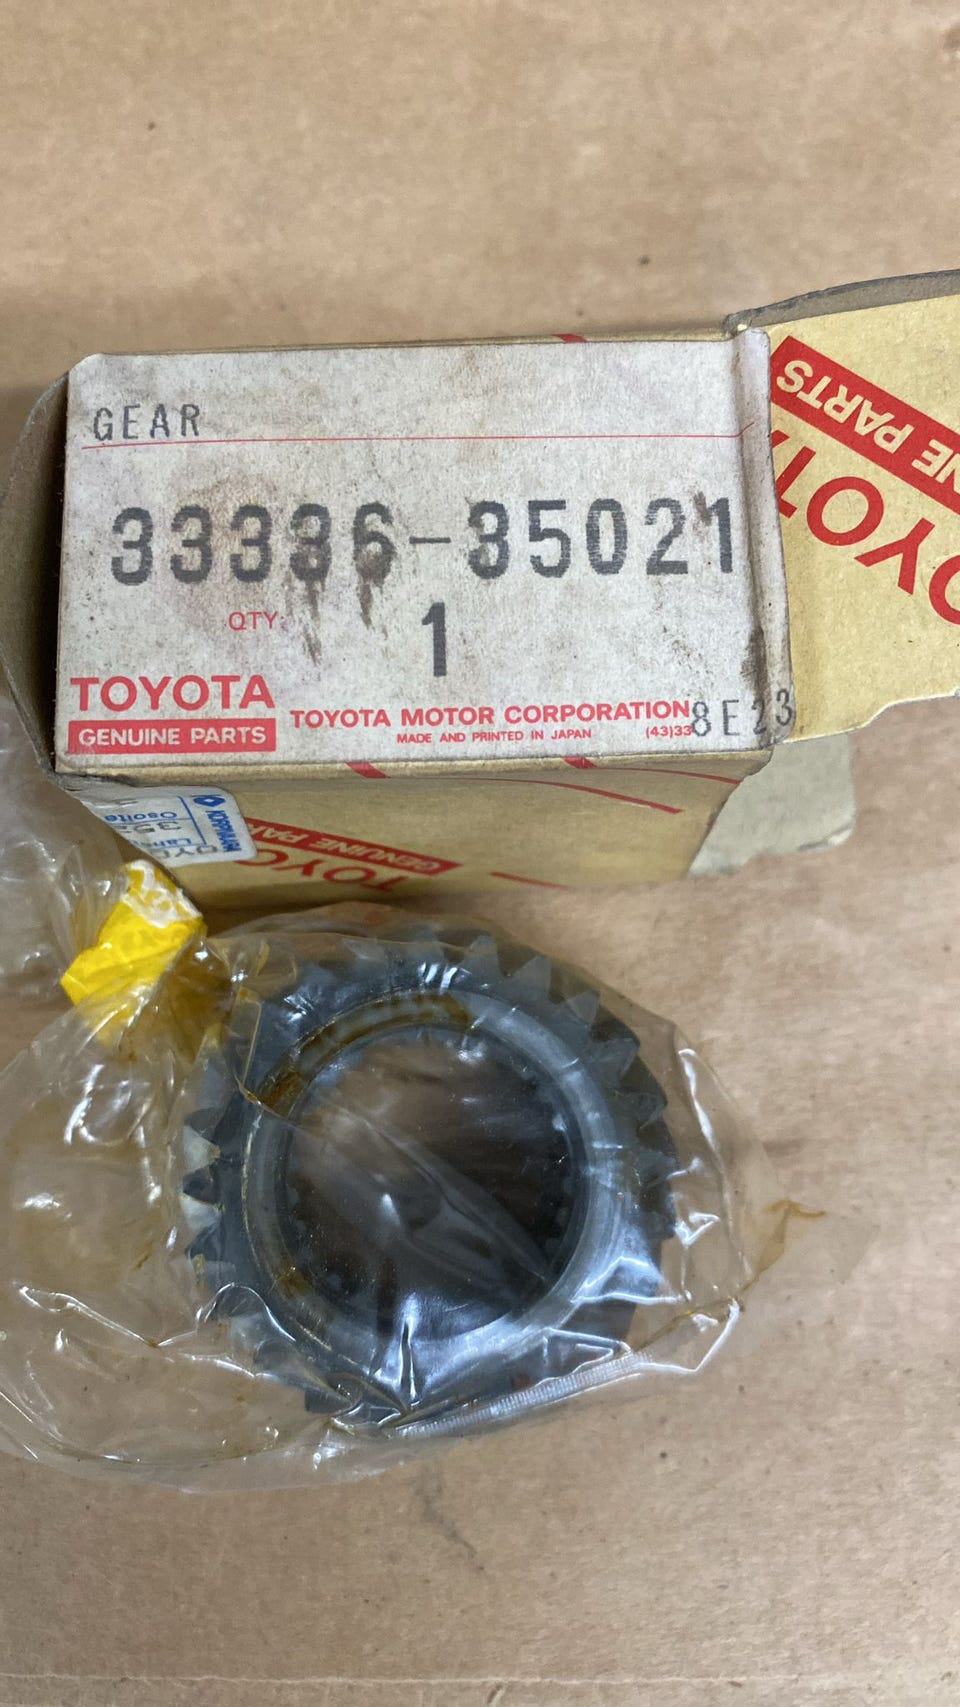 GEAR
33336-35021
QTY: 1
TOYOTA
GENUINE PARTS
TOYOTA MOTOR CORPORATION
MADE AND PRINTED IN JAPAN
(43)33
8E23
GENUINE PARTS
TOYOTA